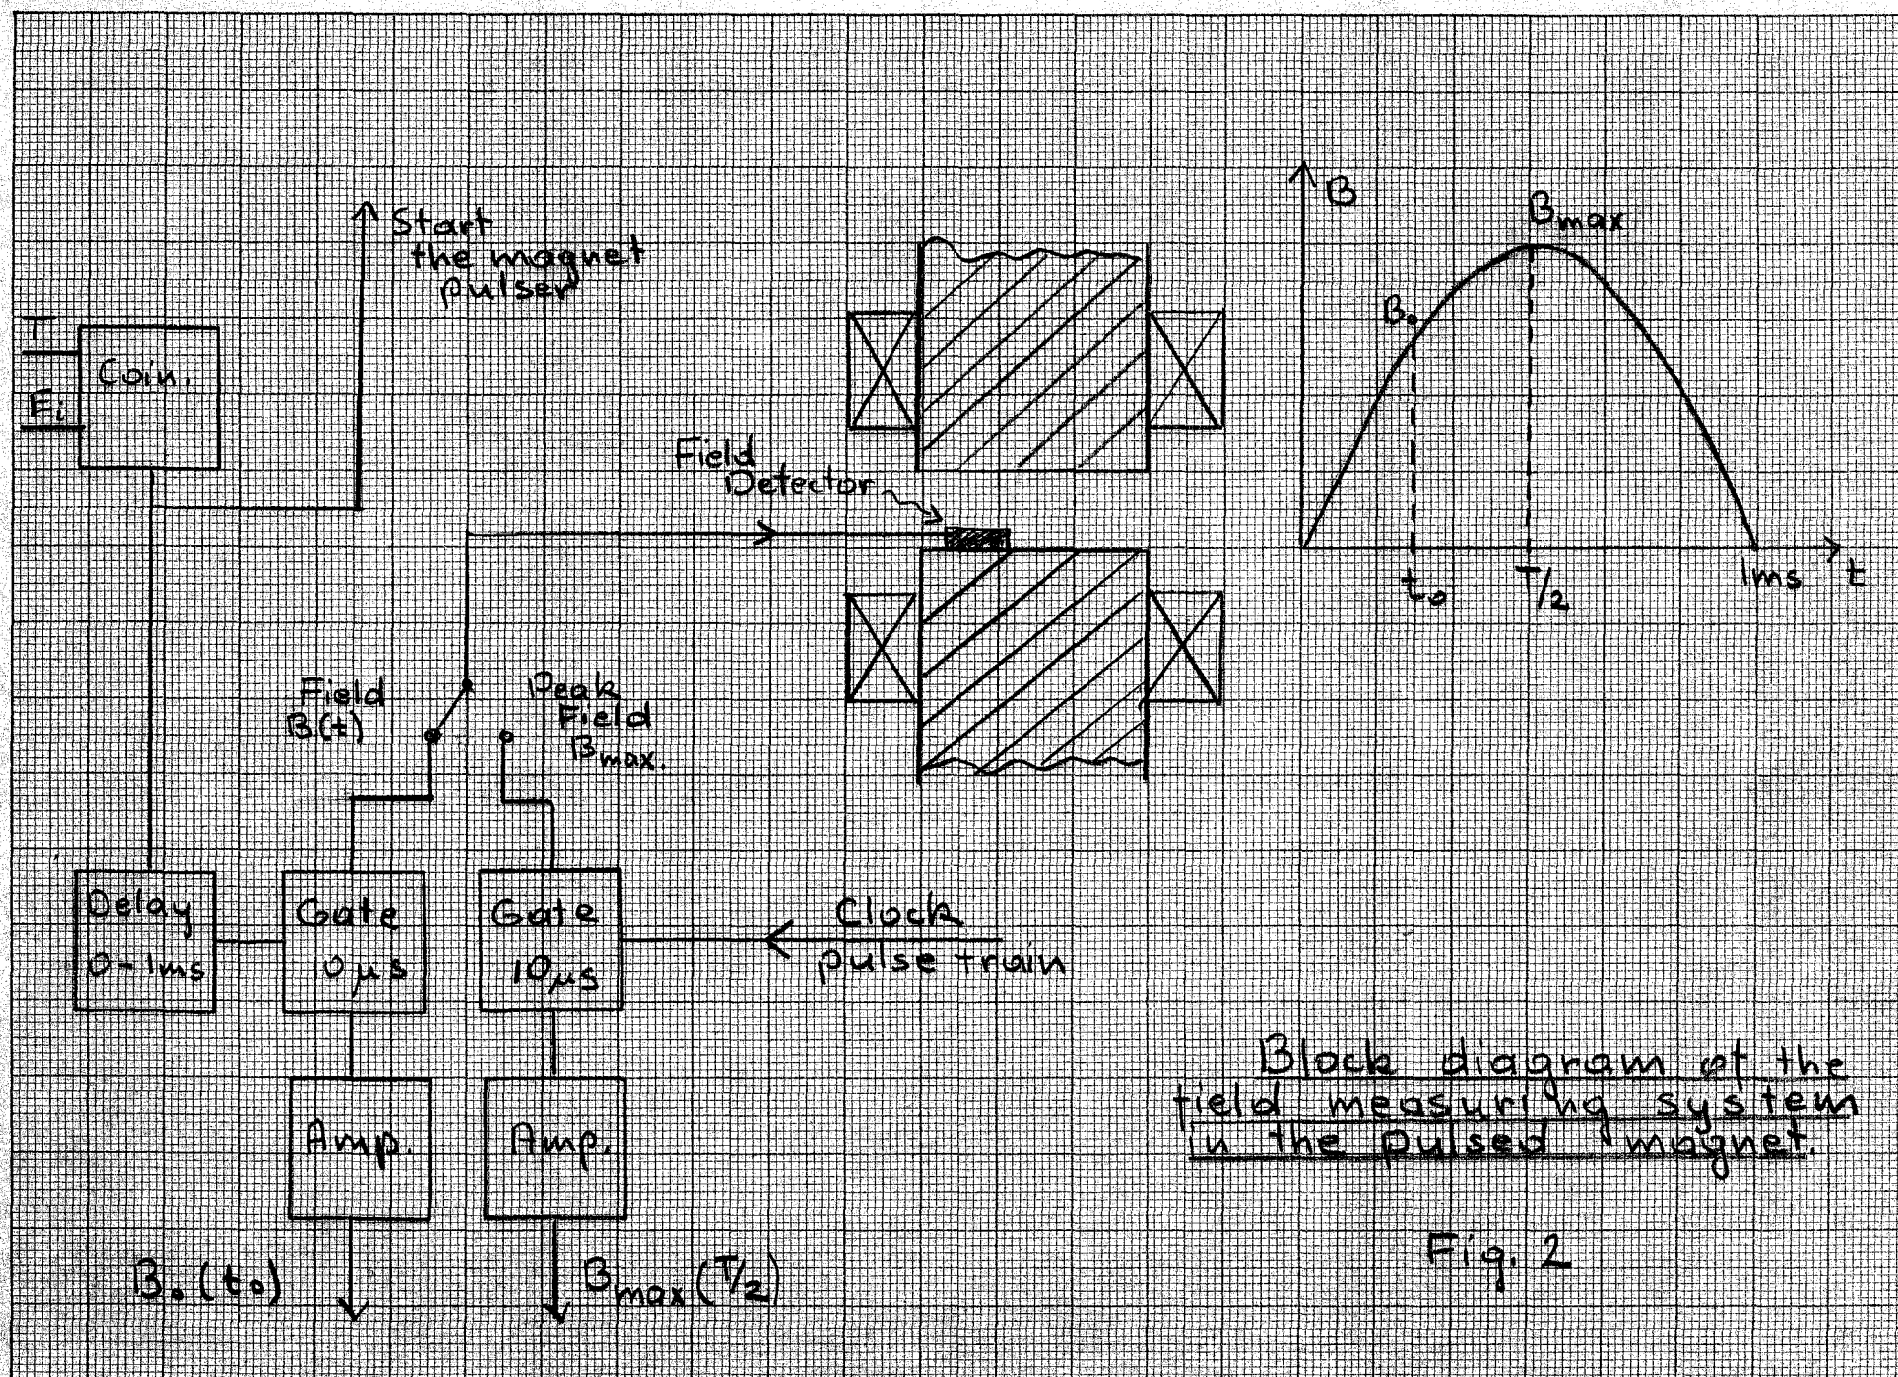 Start
the magnet
pulser
T
Coin.
Ei
Field
Detector
B
Bmax
B₀
t₀
T/2
1ms
t
Field
B(t)
Peak
Field
Bmax.
Delay
0-1ms
Gate
10μs
Gate
10μs
Clock
pulse train
Amp.
Amp.
B₀(t₀)
Bmax(T/2)
Block diagram of the
field measuring system
in the pulsed magnet.
Fig. 2